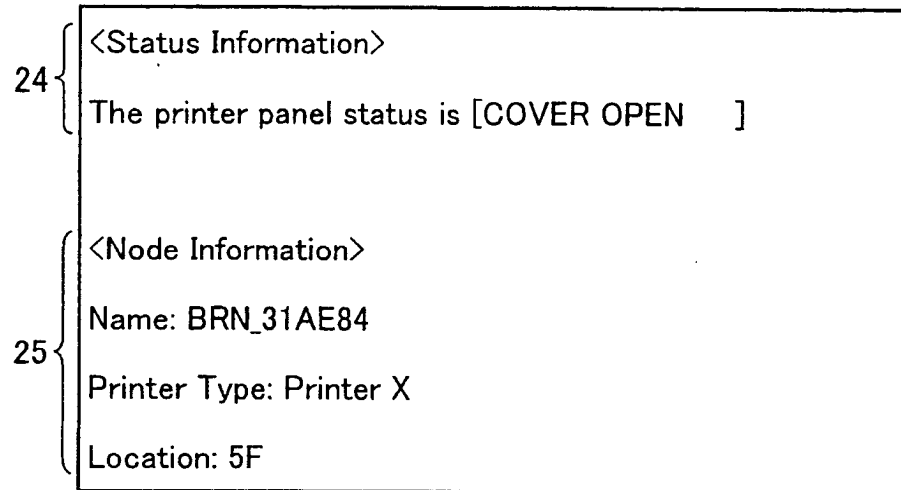 24
<Status Information>
The printer panel status is [COVER OPEN     ]
25
<Node Information>
Name: BRN_31AE84
Printer Type: Printer X
Location: 5F